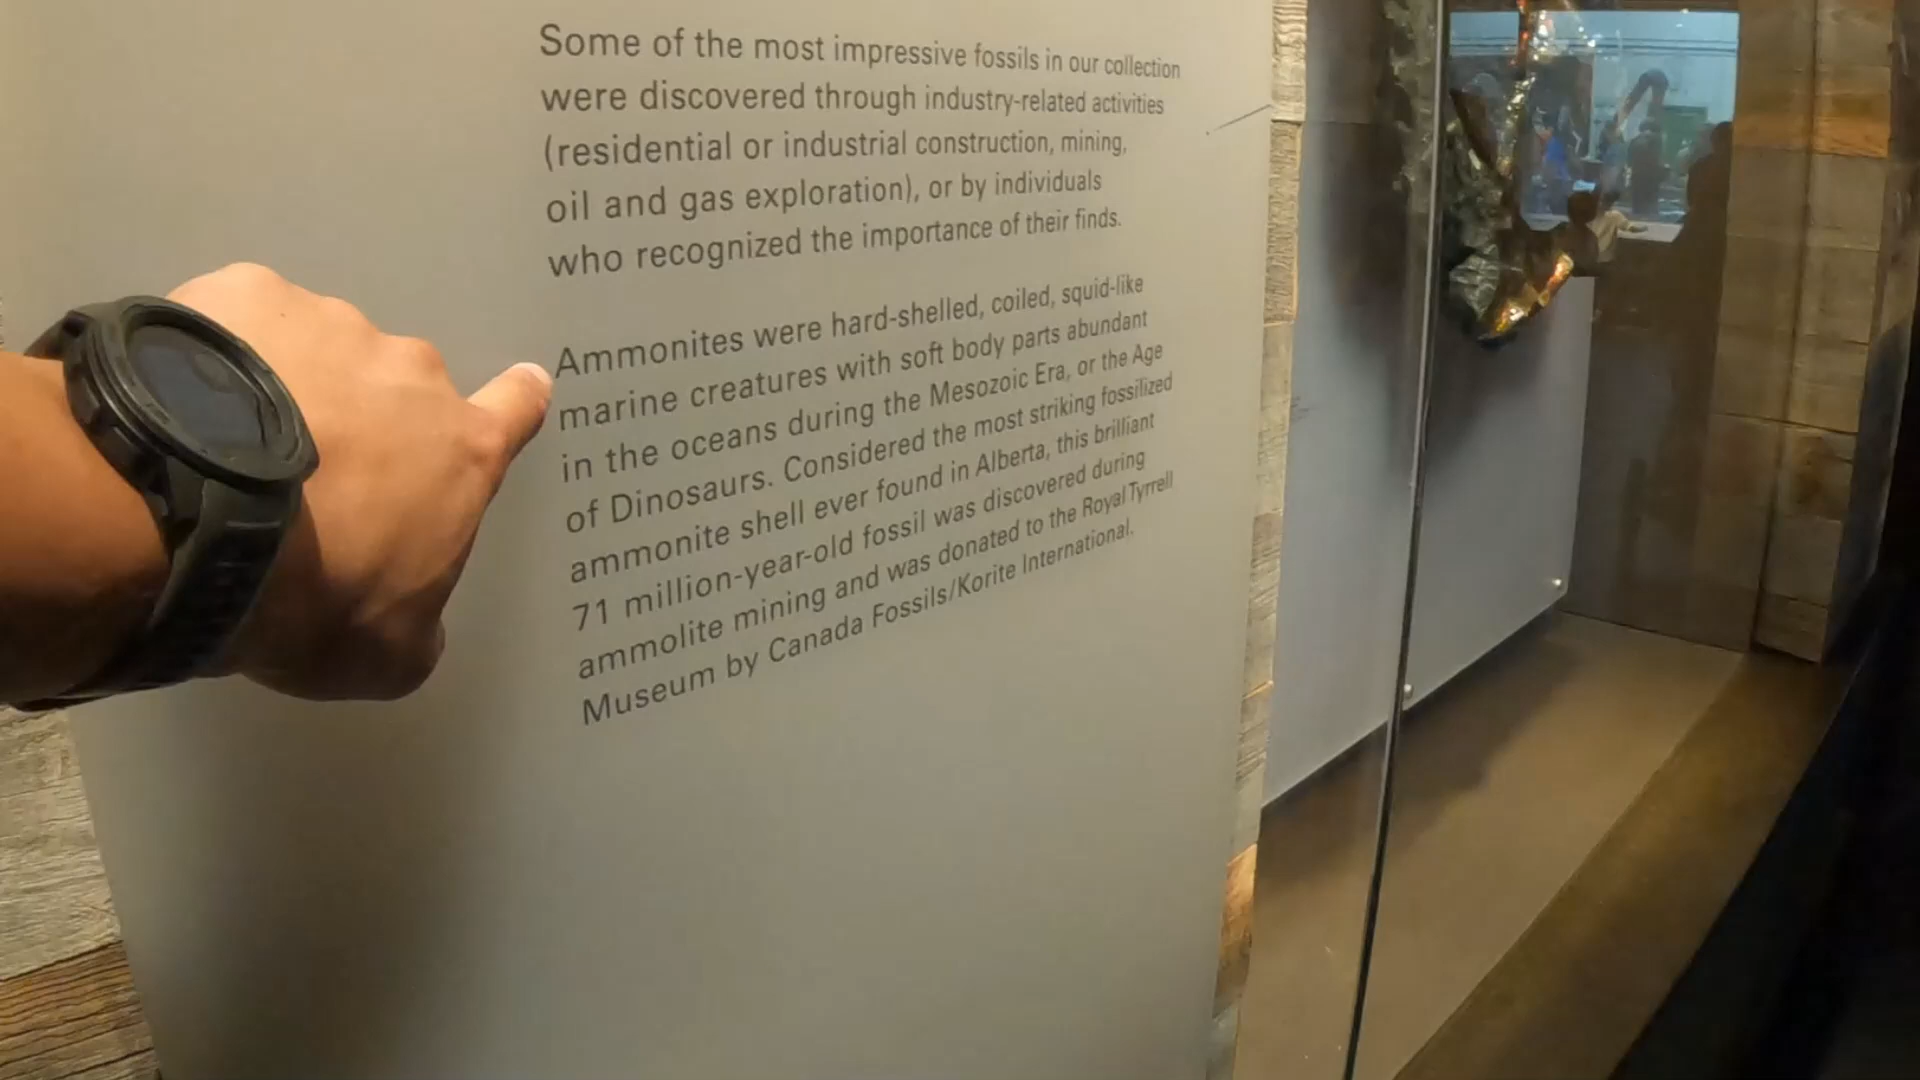 Some of the most impressive fossils in our collection
were discovered through industry-related activities
(residential or industrial construction, mining,
oil and gas exploration), or by individuals
who recognized the importance of their finds.
Ammonites were hard-shelled, coiled, squid-like
marine creatures with soft body parts abundant
in the oceans during the Mesozoic Era, or the Age
of Dinosaurs. Considered the most striking fossilized
ammonite shell ever found in Alberta, this brilliant
71 million-year-old fossil was discovered during
ammolite mining and was donated to the Royal Tyrrell
Museum by Canada Fossils/Korite International.